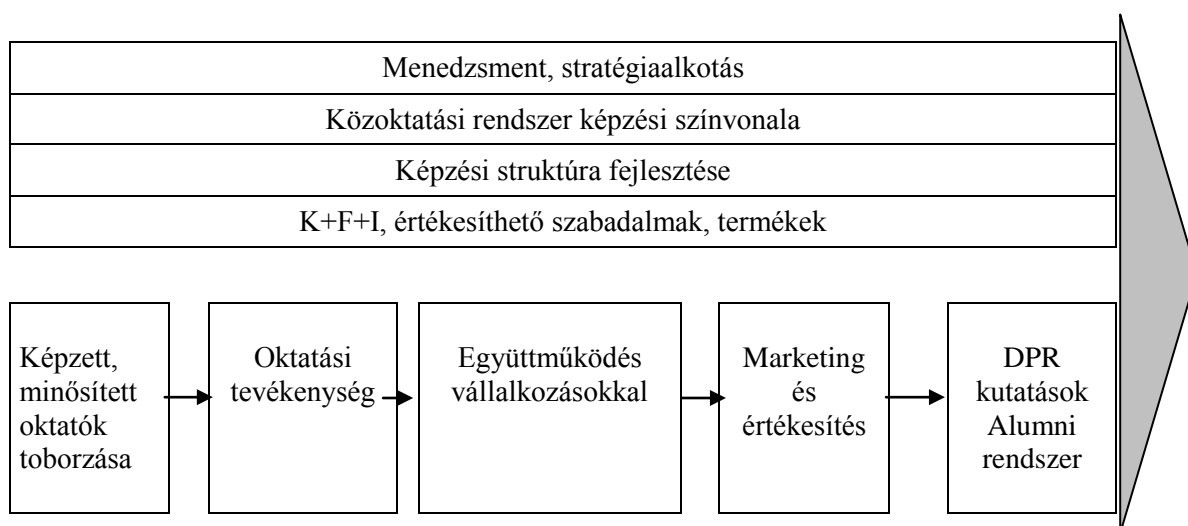 Menedzsment, stratégiaalkotás
Közoktatási rendszer képzési színvonala
Képzési struktúra fejlesztése
K+F+I, értékesíthető szabadalmak, termékek
Képzett,
minősített
oktatók
toborzása
Oktatási
tevékenység
Együttműködés
vállalkozásokkal
Marketing
és
értékesítés
DPR
kutatások
Alumni
rendszer